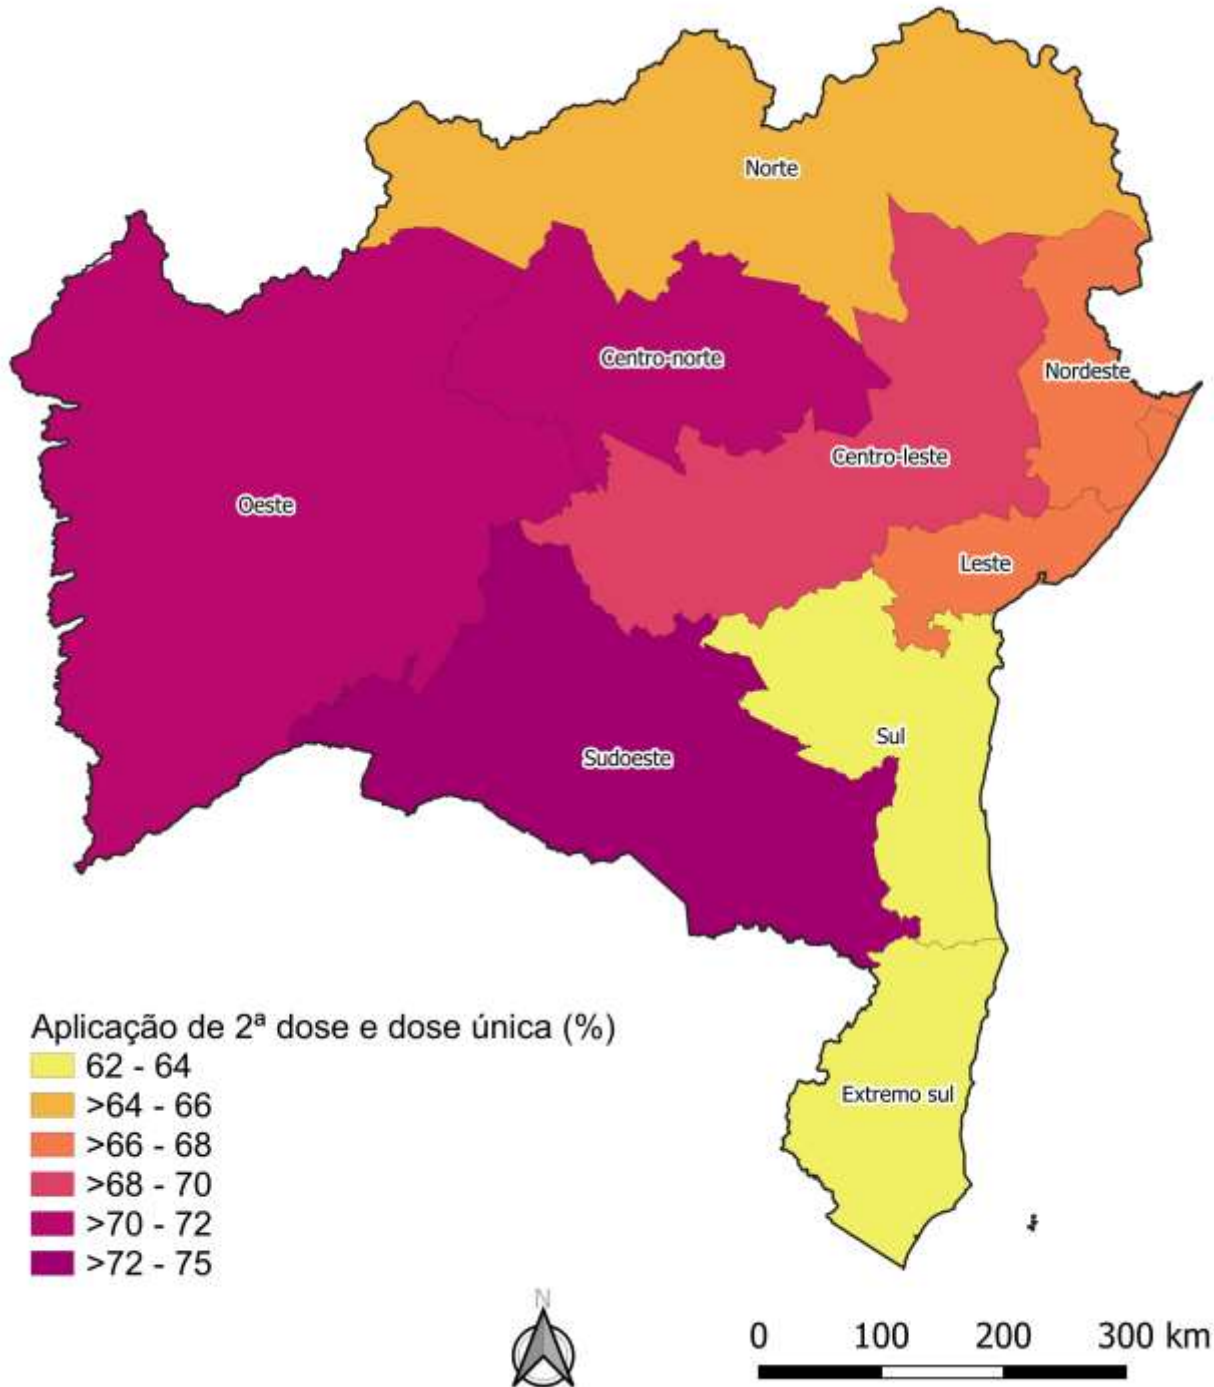 Norte
Centro-norte
Nordeste
Centro-leste
Oeste
Leste
Sul
Sudoeste
Aplicação de 2ª dose e dose única (%)
62 - 64
>64 - 66
>66 - 68
>68 - 70
>70 - 72
>72 - 75
Extremo sul
N
0 100 200 300 km